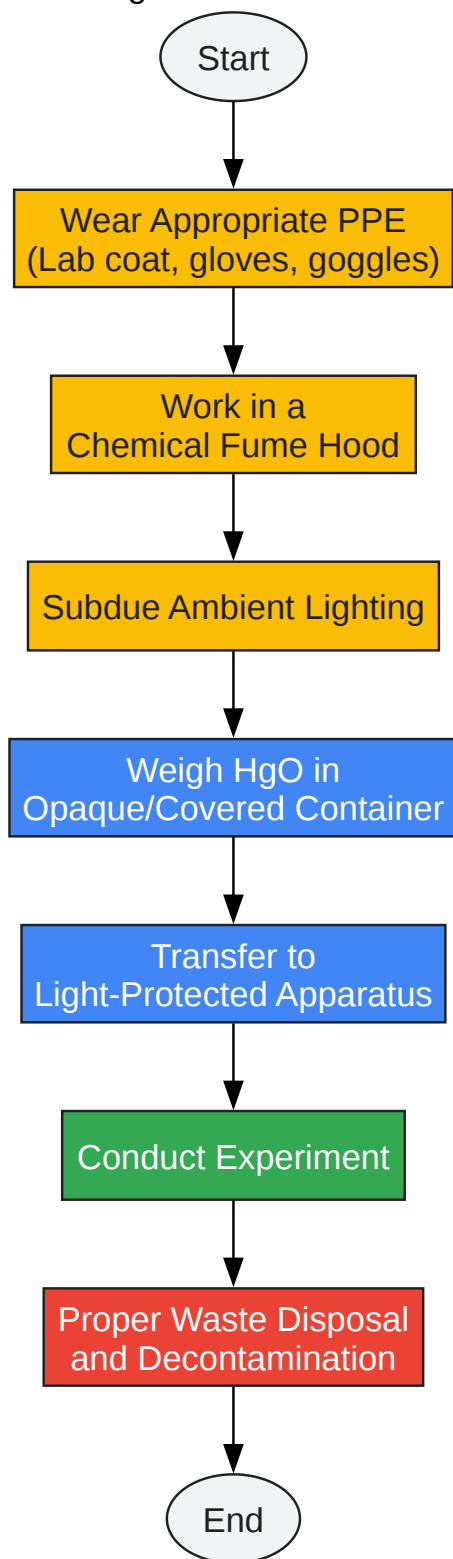 Start
Wear Appropriate PPE
(Lab coat, gloves, goggles)
Work in a
Chemical Fume Hood
Subdue Ambient Lighting
Weigh HgO in
Opaque/Covered Container
Transfer to
Light-Protected Apparatus
Conduct Experiment
Proper Waste Disposal
and Decontamination
End